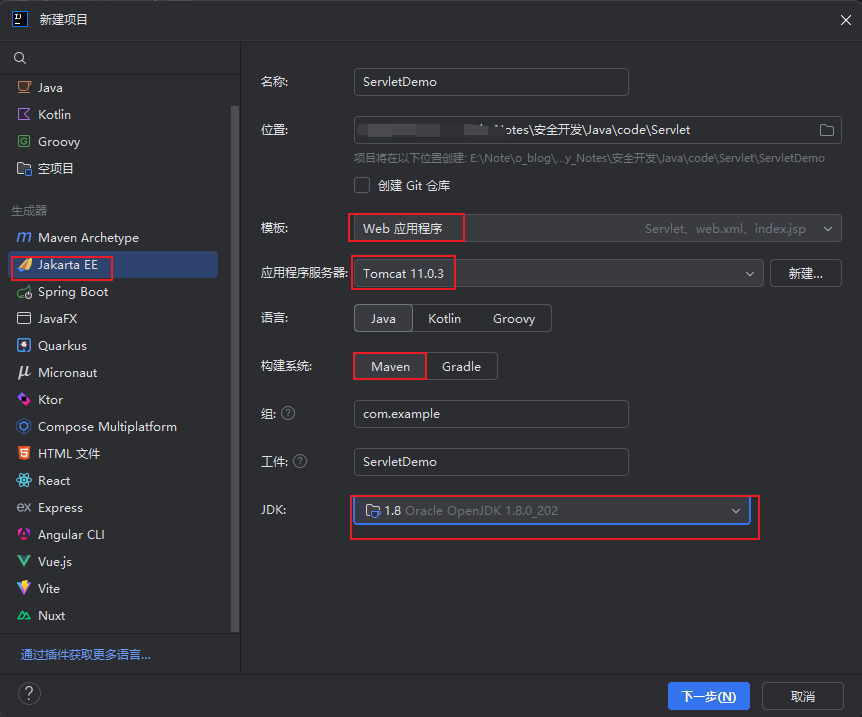 新建项目
Java
Kotlin
Groovy
空项目
生成器
Maven Archetype
Jakarta EE
Spring Boot
JavaFX
Quarkus
Micronaut
Ktor
Compose Multiplatform
HTML 文件
React
Express
Angular CLI
Vue.js
Vite
Nuxt
通过插件获取更多语言...
名称: ServletDemo
位置: Notes\安全开发\Java\code\Servlet
项目将在以下位置创建: E:\Note\o_blog\...y_Notes\安全开发\Java\code\Servlet\ServletDemo
创建 Git 仓库
模板: Web 应用程序 Servlet、web.xml、index.jsp
应用程序服务器: Tomcat 11.0.3 新建...
语言: Java Kotlin Groovy
构建系统: Maven Gradle
组: ? com.example
工件: ? ServletDemo
JDK: 1.8 Oracle OpenJDK 1.8.0_202
? 下一步(N) 取消